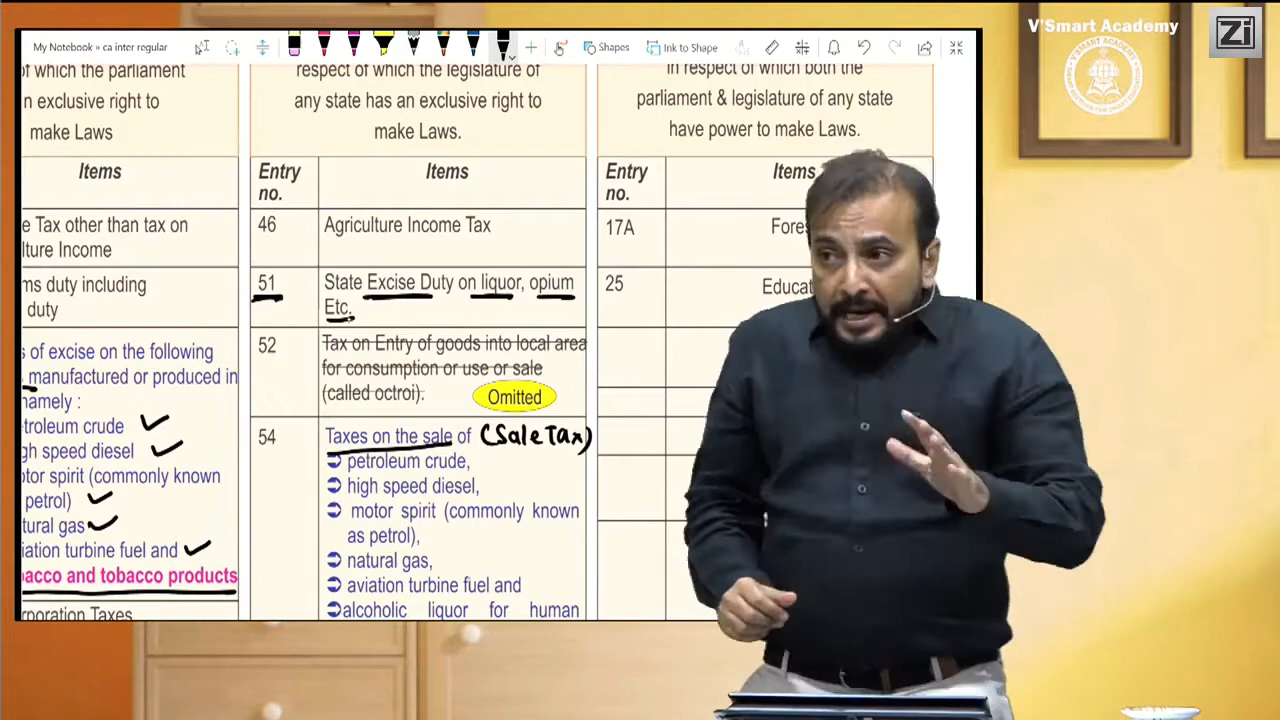 V'Smart Academy
Zi
My Notebook » ca inter regular
Shapes
Ink to Shape
of which the parliament
n exclusive right to
make Laws
Items
e Tax other than tax on
lture Income
ms duty including
duty
s of excise on the following
manufactured or produced in
namely :
etroleum crude
gh speed diesel
otor spirit (commonly known
petrol)
tural gas
iation turbine fuel and
bacco and tobacco products
orporation Taxes
respect of which the legislature of
any state has an exclusive right to
make Laws.
Entry no.
Items
46
Agriculture Income Tax
51
State Excise Duty on liquor, opium
Etc.
52
Tax on Entry of goods into local area
for consumption or use or sale
(called octroi).
Omitted
54
Taxes on the sale of (Sale Tax)
petroleum crude,
high speed diesel,
motor spirit (commonly known
as petrol),
natural gas,
aviation turbine fuel and
alcoholic liquor for human
in respect of which both the
parliament & legislature of any state
have power to make Laws.
Entry no.
Items
17A
Fores
25
Educat